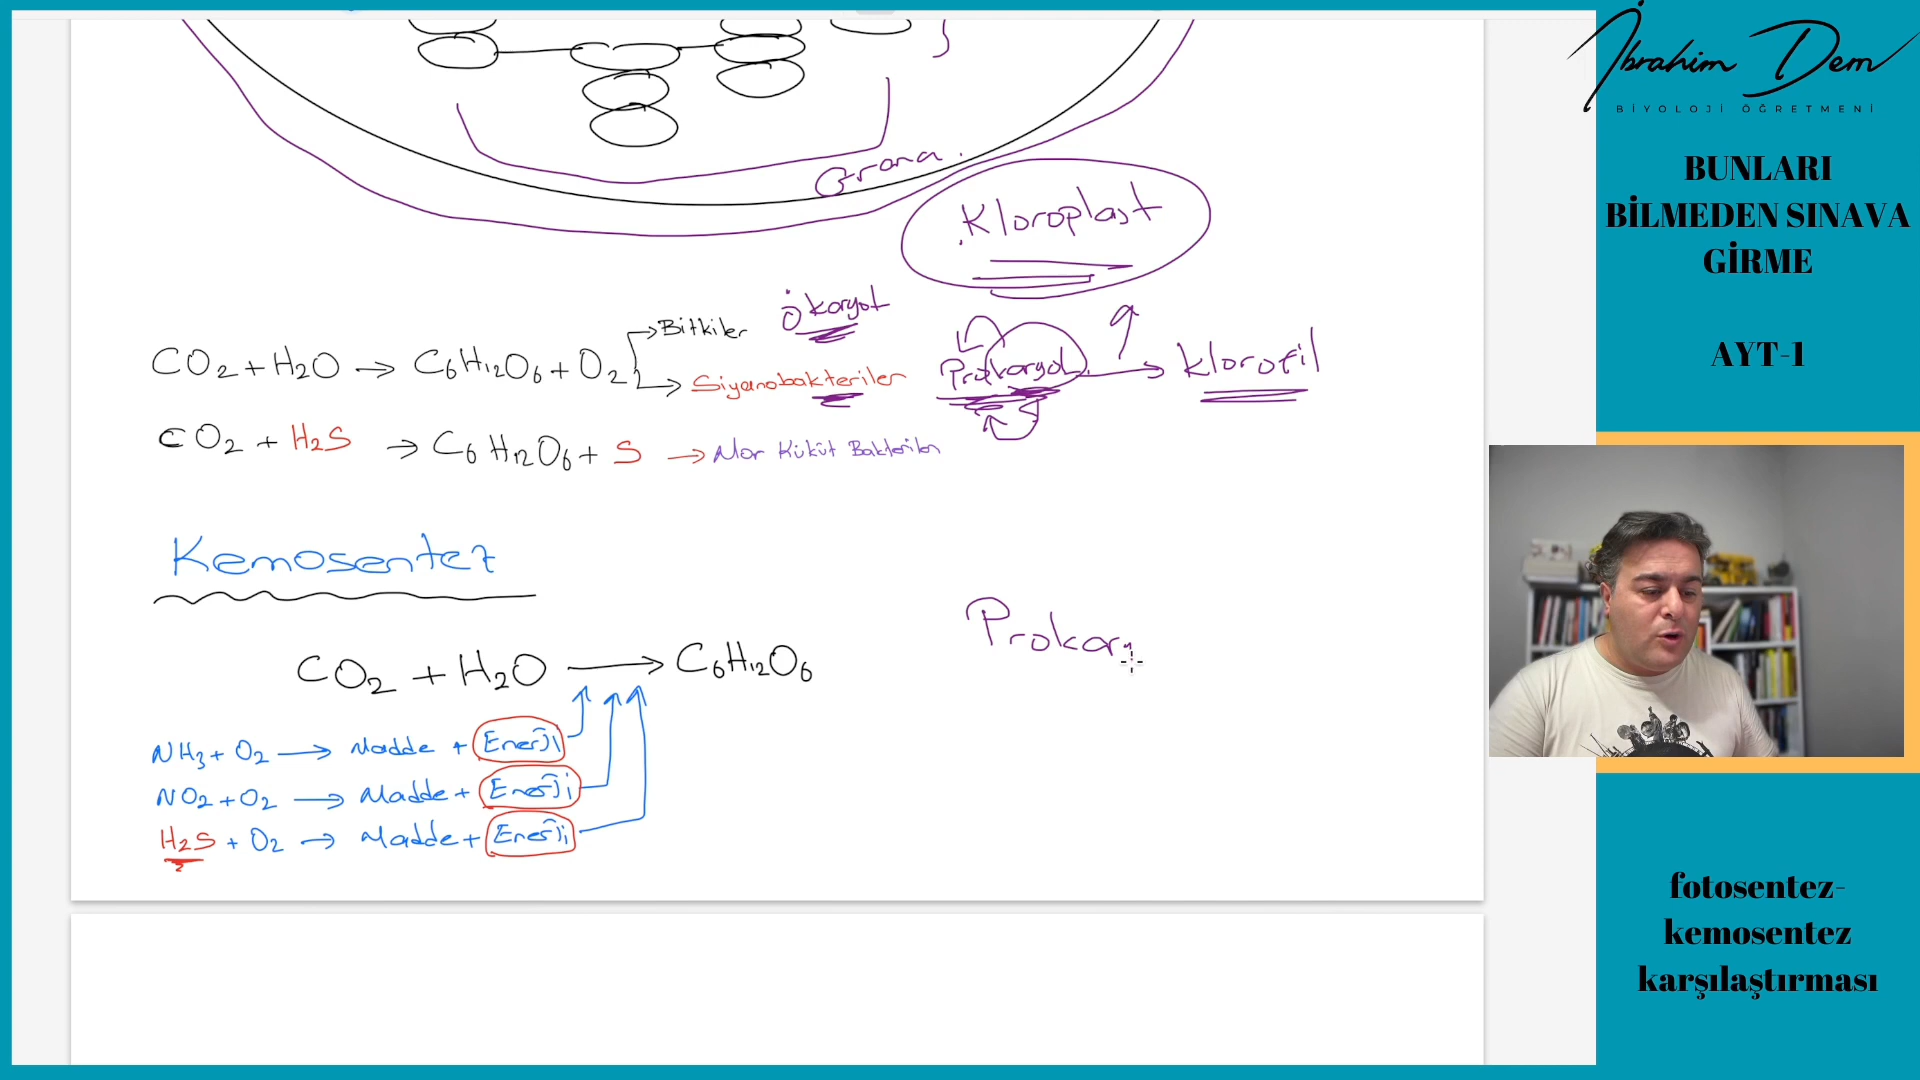 Grana
Kloroplast
Ökaryot
CO2 + H2O → C6H12O6 + O2
→ Bitkiler
→ Siyanobakteriler
Prokaryot → Klorofil
CO2 + H2S → C6H12O6 + S → Mor Kükürt Bakterileri
Kemosentez
CO2 + H2O → C6H12O6
Prokary
NH3 + O2 → Madde + Enerji
NO2 + O2 → Madde + Enerji
H2S + O2 → Madde + Enerji
İbrahim Dem
BİYOLOJİ ÖĞRETMENİ
BUNLARI
BİLMEDEN SINAVA
GİRME
AYT-1
fotosentez-
kemosentez
karşılaştırması